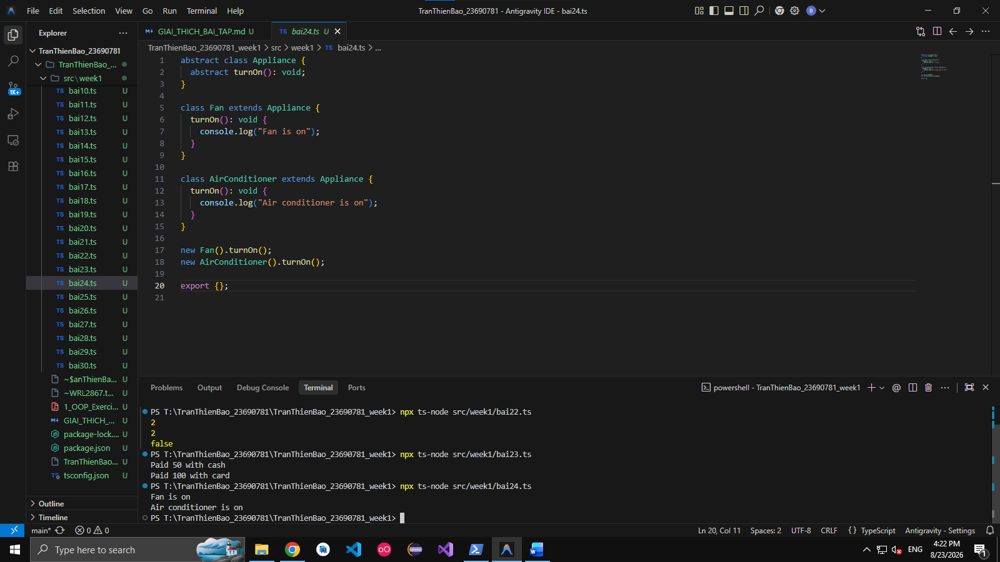 File Edit Selection View Go Run Terminal Help
TranThienBao_23690781 - Antigravity IDE - bai24.ts
B
Explorer
TranThienBao_23690781
TranThienBao_...
src\week1
bai10.ts U
bai11.ts U
bai12.ts U
bai13.ts U
bai14.ts U
bai15.ts U
bai16.ts U
bai17.ts U
bai18.ts U
bai19.ts U
bai20.ts U
bai21.ts U
bai22.ts U
bai23.ts U
bai24.ts U
bai25.ts U
bai26.ts U
bai27.ts U
bai28.ts U
bai29.ts U
bai30.ts U
~$anThienBa... U
~WRL2867.t... U
1_OOP_Exerci... U
GIAI_THICH_... U
package-lock.... U
package.json U
TranThienBao... U
tsconfig.json U
Outline
Timeline
1K+
GIAI_THICH_BAI_TAP.md U
TS bai24.ts U
TranThienBao_23690781_week1 > src > week1 > TS bai24.ts > ...
1 abstract class Appliance {
2 abstract turnOn(): void;
3 }
4
5 class Fan extends Appliance {
6 turnOn(): void {
7 console.log("Fan is on");
8 }
9 }
10
11 class AirConditioner extends Appliance {
12 turnOn(): void {
13 console.log("Air conditioner is on");
14 }
15 }
16
17 new Fan().turnOn();
18 new AirConditioner().turnOn();
19
20 export {};
21
Problems Output Debug Console Terminal Ports
powershell - TranThienBao_23690781_week1
PS T:\TranThienBao_23690781\TranThienBao_23690781_week1> npx ts-node src/week1/bai22.ts
2
2
false
PS T:\TranThienBao_23690781\TranThienBao_23690781_week1> npx ts-node src/week1/bai23.ts
Paid 50 with cash
Paid 100 with card
PS T:\TranThienBao_23690781\TranThienBao_23690781_week1> npx ts-node src/week1/bai24.ts
Fan is on
Air conditioner is on
PS T:\TranThienBao_23690781\TranThienBao_23690781_week1>
main* 0 0
Ln 20, Col 11 Spaces: 2 UTF-8 CRLF {} TypeScript Antigravity - Settings
Type here to search
ENG
4:22 PM
8/23/2026
1